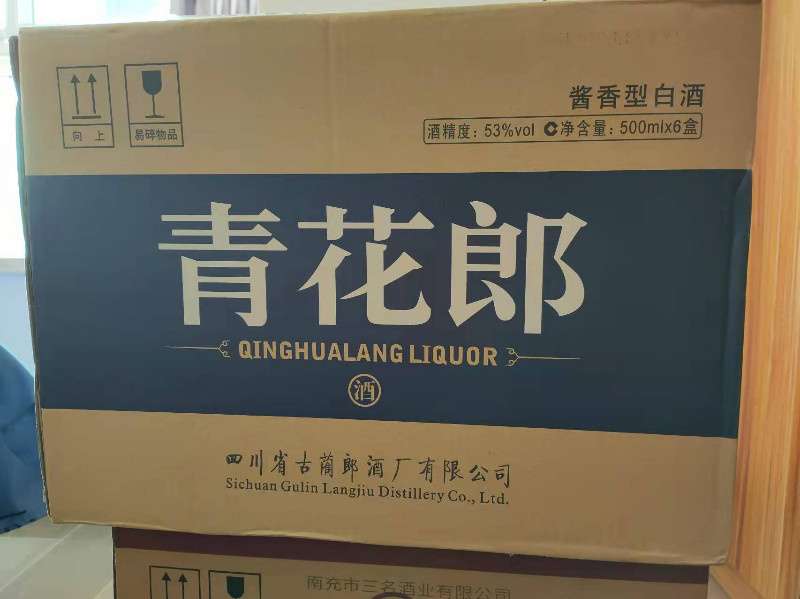 酱香型白酒
酒精度：53%vol 净含量：500mlx6盒
向 上
易碎物品
青花郎
QINGHUALANG LIQUOR
酒
四川省古蔺郎酒厂有限公司
Sichuan Gulin Langjiu Distillery Co., Ltd.
南充市三名酒业有限公司